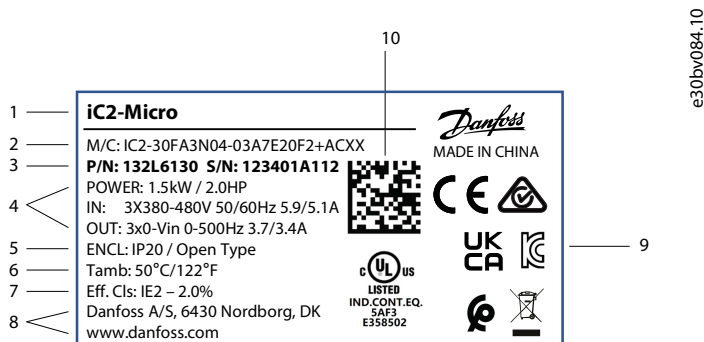 e30bv084.10
10
1
iC2-Micro
Danfoss
2
M/C: IC2-30FA3N04-03A7E20F2+ACXX
MADE IN CHINA
3
P/N: 132L6130 S/N: 123401A112
4
POWER: 1.5kW / 2.0HP
IN: 3X380-480V 50/60Hz 5.9/5.1A
OUT: 3x0-Vin 0-500Hz 3.7/3.4A
CE
5
ENCL: IP20 / Open Type
UK
CA
9
6
Tamb: 50°C/122°F
c UL us
7
Eff. Cls: IE2 – 2.0%
LISTED
IND.CONT.EQ.
5AF3
E358502
8
Danfoss A/S, 6430 Nordborg, DK
www.danfoss.com